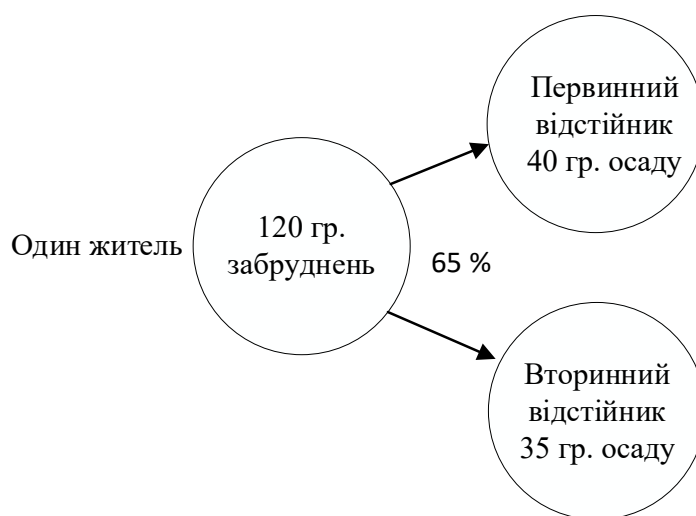 Первинний
відстійник
40 гр. осаду
Один житель
120 гр.
забруднень
65 %
Вторинний
відстійник
35 гр. осаду